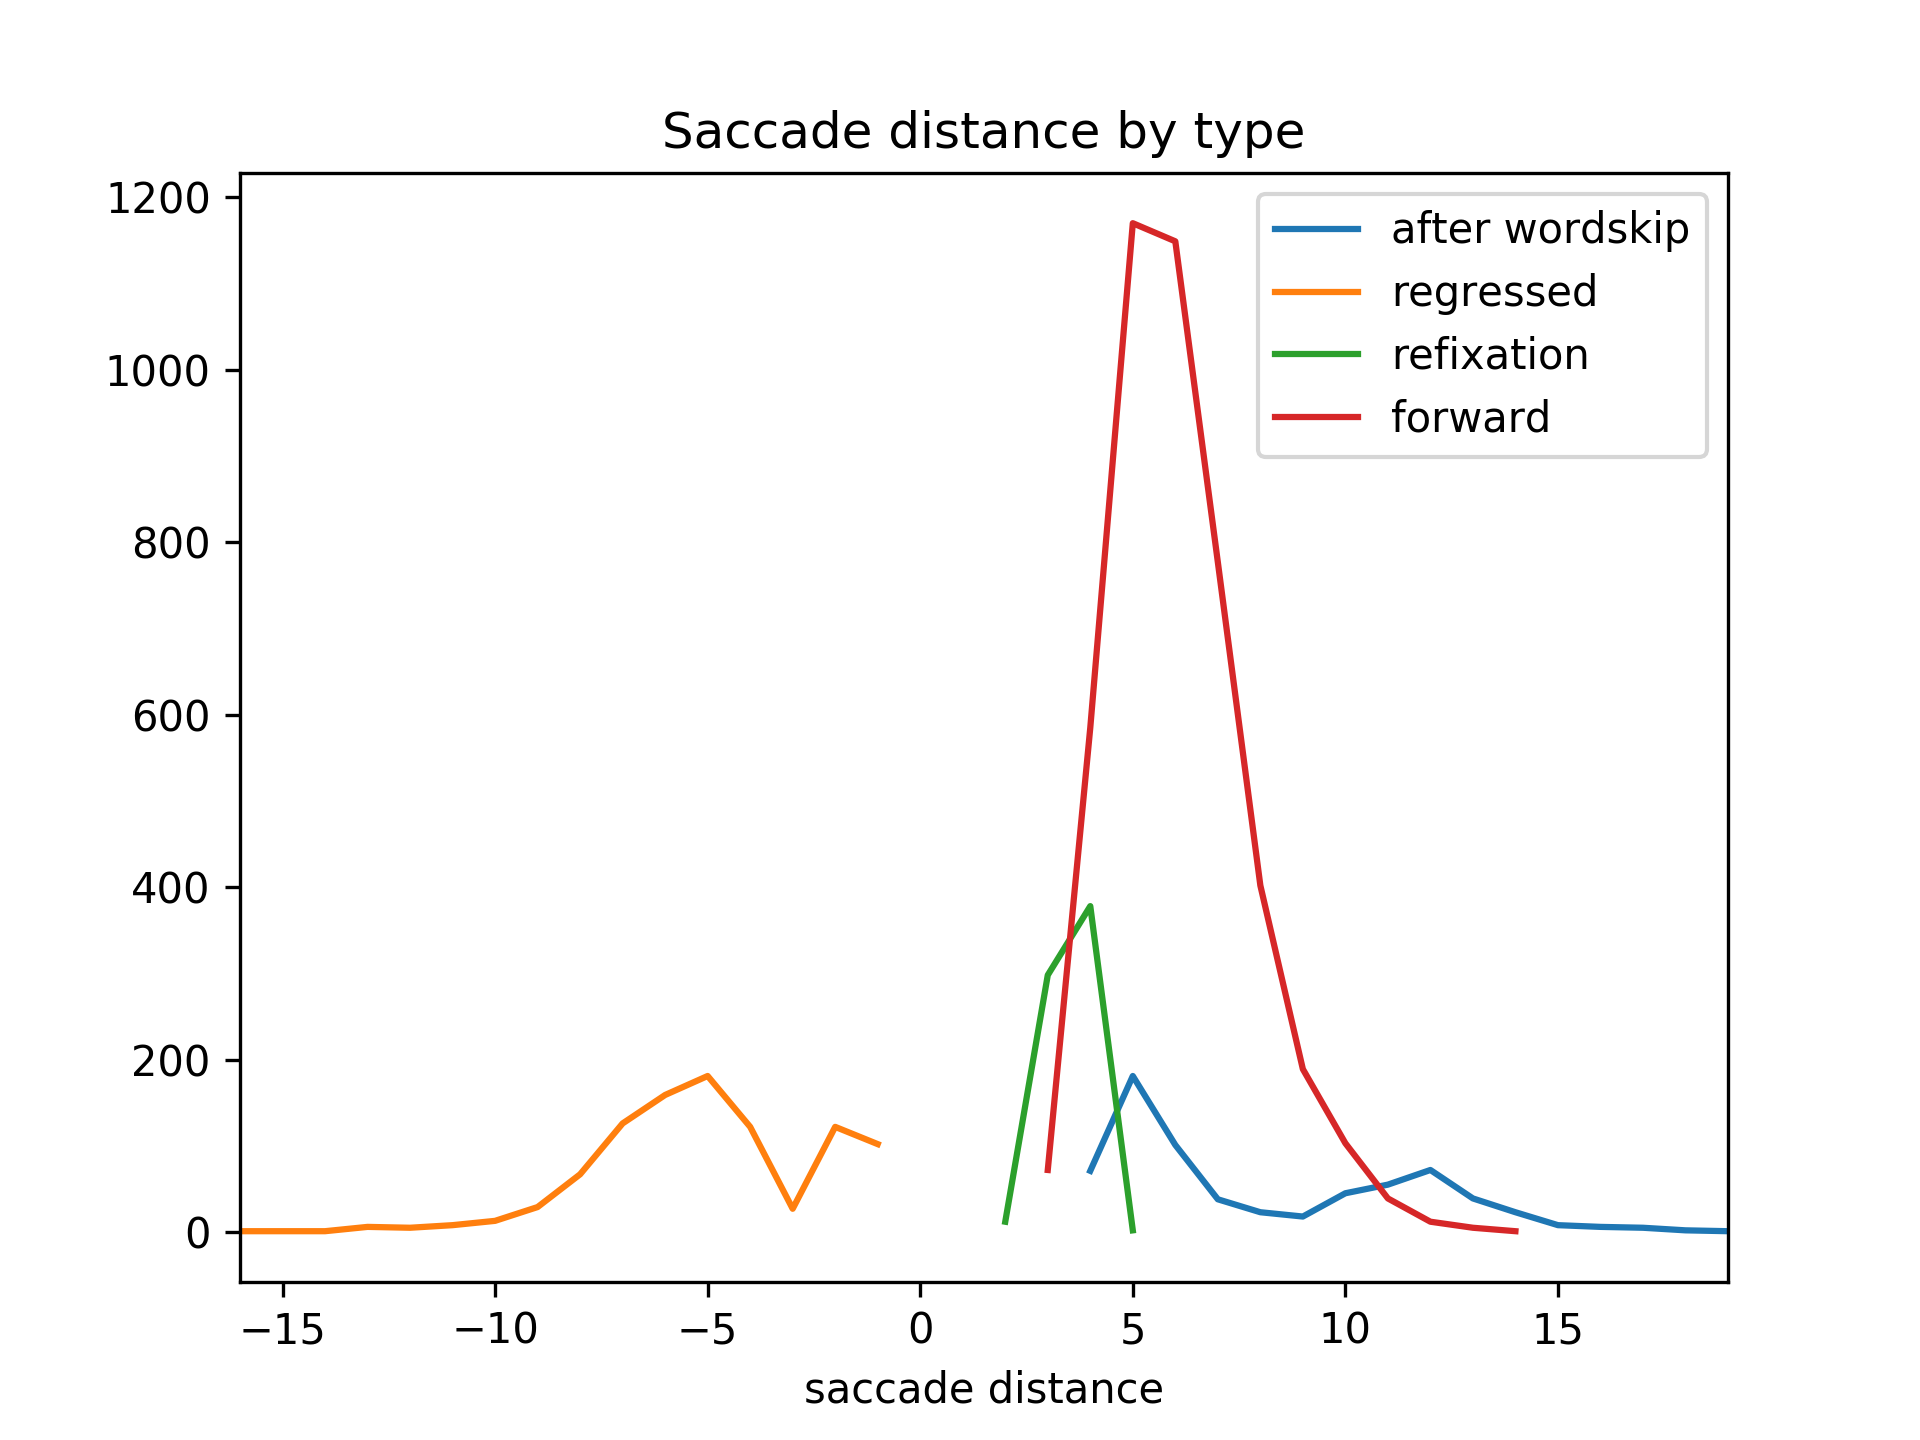 Saccade distance by type
1200
1000
800
600
400
200
0
after wordskip
regressed
refixation
forward
−15 −10 −5 0 5 10 15
saccade distance